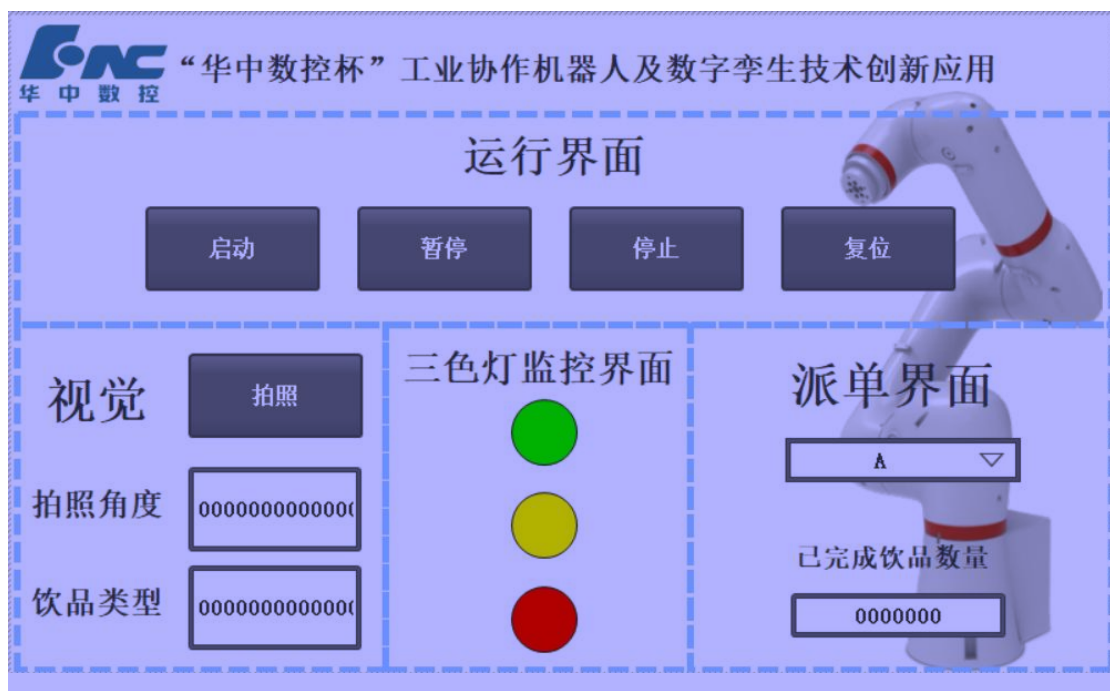 HNC
华中数控
“华中数控杯”工业协作机器人及数字孪生技术创新应用
运行界面
启动
暂停
停止
复位
视觉
拍照
拍照角度
0000000000000
饮品类型
0000000000000
三色灯监控界面
派单界面
A
已完成饮品数量
0000000